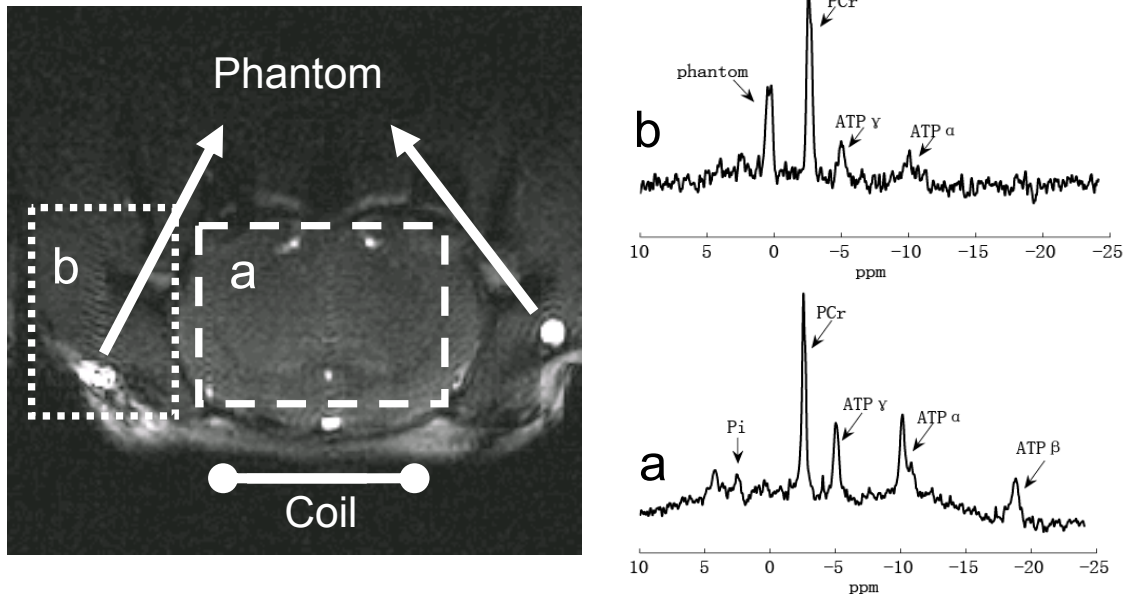 Phantom
b
a
Coil
PCr
phantom
ATP γ
ATP α
b
10 5 0 -5 -10 -15 -20 -25
ppm
PCr
ATP γ
ATP α
Pi
ATP β
a
10 5 0 -5 -10 -15 -20 -25
ppm